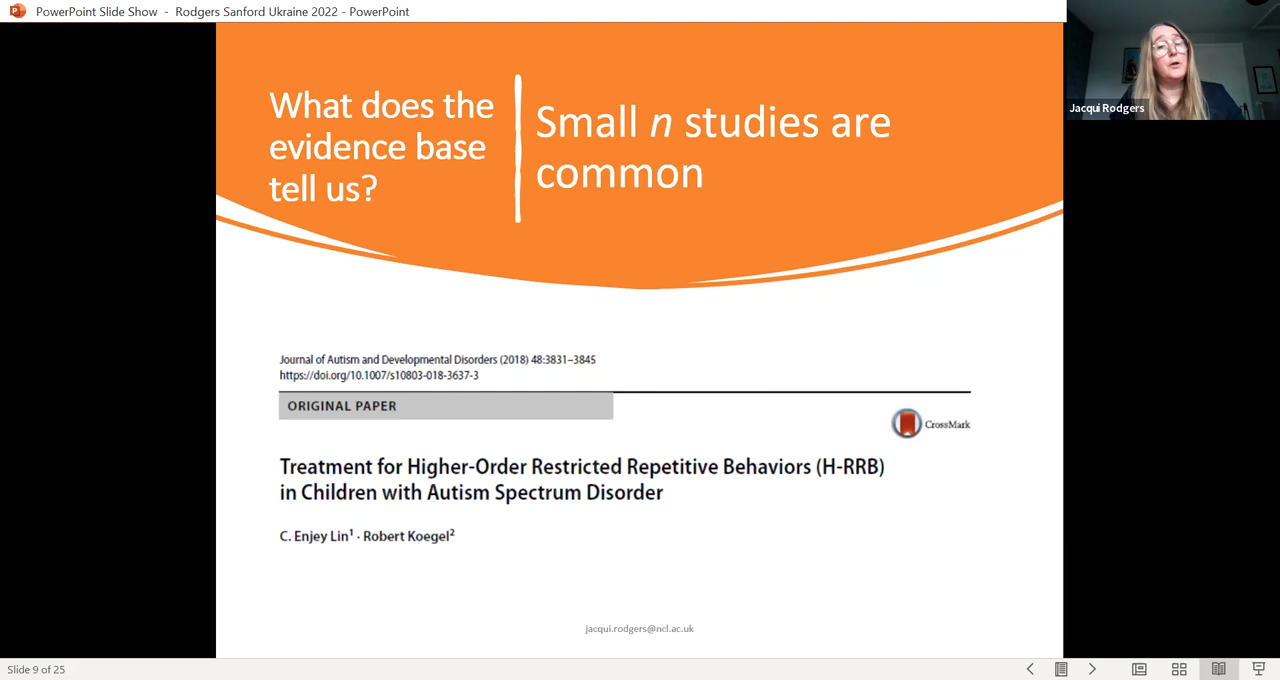 PowerPoint Slide Show - Rodgers Sanford Ukraine 2022 - PowerPoint
Jacqui Rodgers
What does the
evidence base
tell us?
Small n studies are
common
Journal of Autism and Developmental Disorders (2018) 48:3831–3845
https://doi.org/10.1007/s10803-018-3637-3
ORIGINAL PAPER
CrossMark
Treatment for Higher-Order Restricted Repetitive Behaviors (H-RRB)
in Children with Autism Spectrum Disorder
C. Enjey Lin¹ · Robert Koegel²
jacqui.rodgers@ncl.ac.uk
Slide 9 of 25